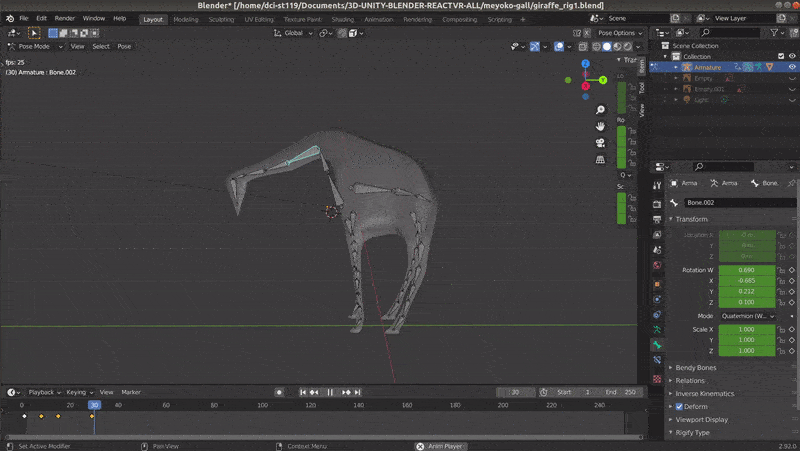 Blender* [/home/dci-st119/Documents/3D-UNITY-BLENDER-REACTVR-ALL/meyoko-gall/giraffe_rig1.blend]
File Edit Render Window Help Layout Modeling Sculpting UV Editing Texture Paint Shading Animation Scene View Layer
Global Pose Options
Pose Mode View Select Pose
fps: 25
(30) Armature : Bone.002
Item
Tool
View
Ro
Sc
Z
X
Y
Scene Collection
Collection
Armature
Empty
Empty.001
Light
Arma Arma Bone.
Bone.002
Transform
Location X
Y
Z
Rotation W 0.690
X -0.685
Y 0.212
Z 0.100
Mode Quaternion (W...
Scale X 1.000
Y 1.000
Z 1.000
Bendy Bones
Relations
Inverse Kinematics
Deform
Viewport Display
Rigify Type
Playback Keying View Marker 30 Start 1 End 250
0 20 30 40 60 80 100 120 140 160 180 200 220 240
Set Active Modifier Pan View Context Menu Anim Player 2.92.0